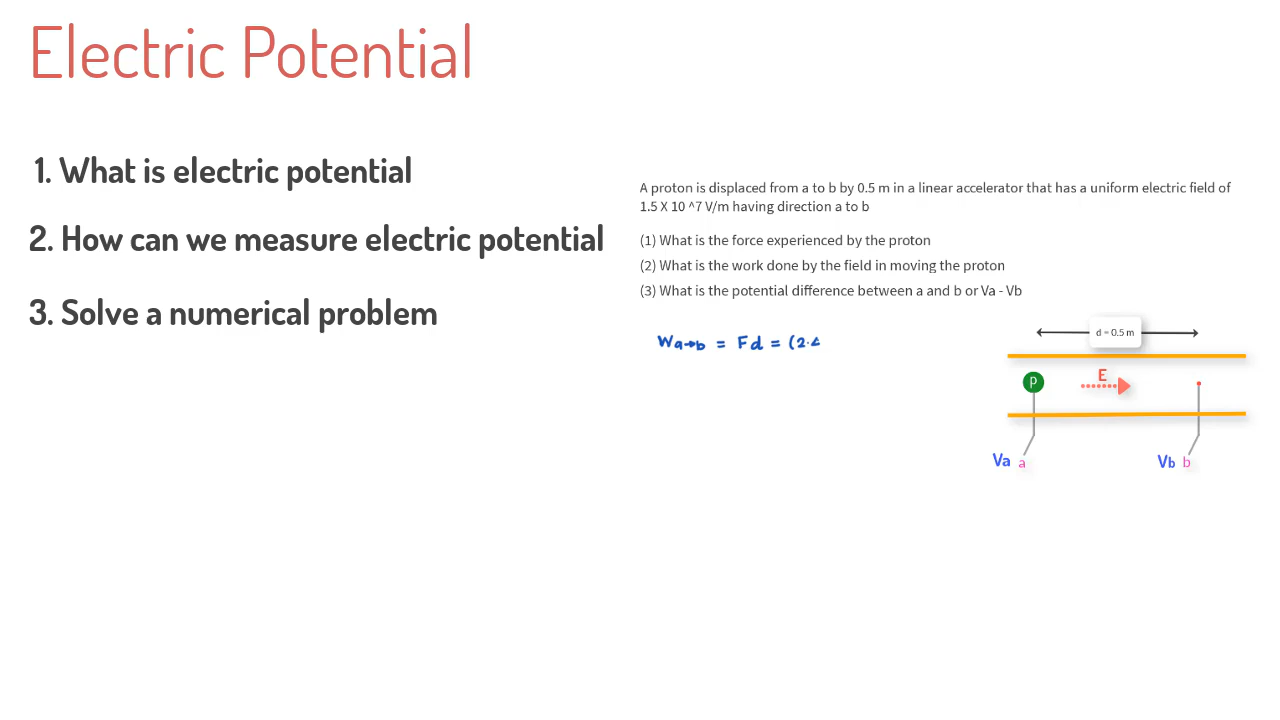 Electric Potential
1. What is electric potential
2. How can we measure electric potential
3. Solve a numerical problem
A proton is displaced from a to b by 0.5 m in a linear accelerator that has a uniform electric field of
1.5 X 10 ^7 V/m having direction a to b
(1) What is the force experienced by the proton
(2) What is the work done by the field in moving the proton
(3) What is the potential difference between a and b or Va - Vb
Wa→b = Fd = (2.4
d = 0.5 m
E
p
Va a
Vb b